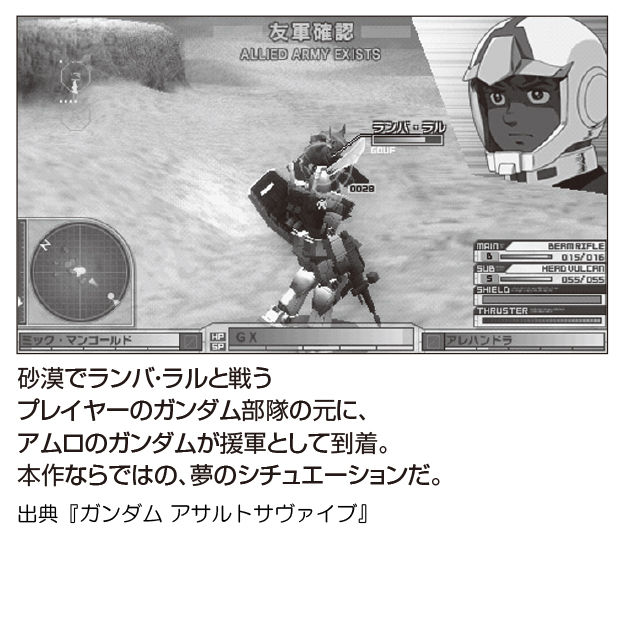 友軍確認
ALLIED ARMY EXISTS
ランバ・ラル
GOUF
0028
N
MAIN BEAM RIFLE
B 015/016
SUB HEAD VULCAN
S 055/055
SHIELD
THRUSTER
ミック・マンゴールド
HP
SP
GX
アレハンドラ
砂漠でランバ・ラルと戦う
プレイヤーのガンダム部隊の元に、
アムロのガンダムが援軍として到着。
本作ならではの、夢のシチュエーションだ。
出典『ガンダム アサルトサヴァイブ』